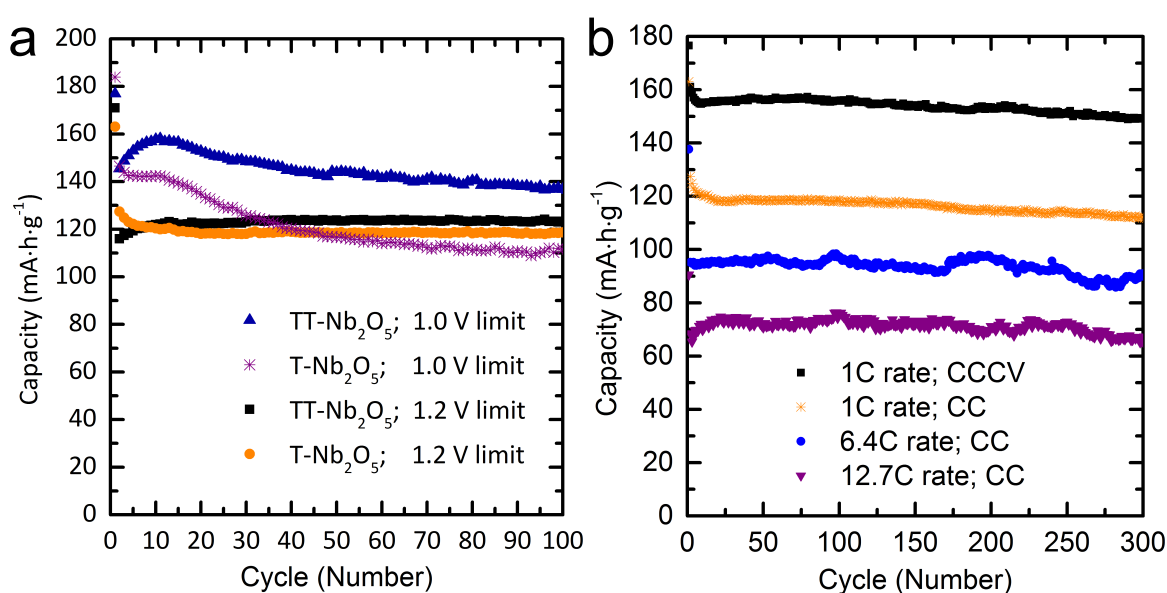 a
200
180
160
140
120
100
80
60
40
20
0
Capacity (mA·h·g⁻¹)
TT-Nb₂O₅; 1.0 V limit
T-Nb₂O₅; 1.0 V limit
TT-Nb₂O₅; 1.2 V limit
T-Nb₂O₅; 1.2 V limit
0 10 20 30 40 50 60 70 80 90 100
Cycle (Number)
b
180
160
140
120
100
80
60
40
20
0
Capacity (mA·h·g⁻¹)
1C rate; CCCV
1C rate; CC
6.4C rate; CC
12.7C rate; CC
0 50 100 150 200 250 300
Cycle (Number)